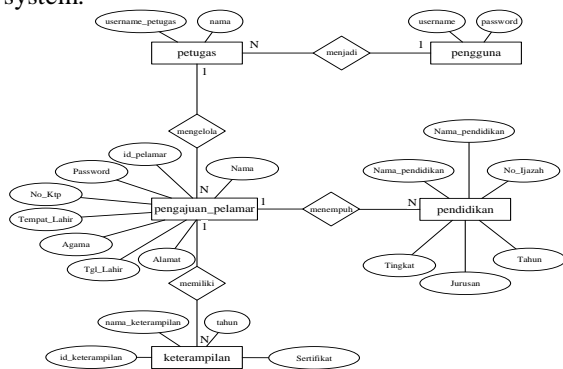 system.
username_petugas
nama
username
password
petugas
N
menjadi
1
pengguna
1
mengelola
id_pelamar
Password
Nama
No_Ktp
Tempat_Lahir
Agama
Tgl_Lahir
Alamat
N
pengajuan_pelamar
1
menempuh
N
pendidikan
Nama_pendidikan
Nama_pendidikan
No_Ijazah
Tingkat
Jurusan
Tahun
1
memiliki
nama_keterampilan
tahun
N
id_keterampilan
keterampilan
Sertifikat